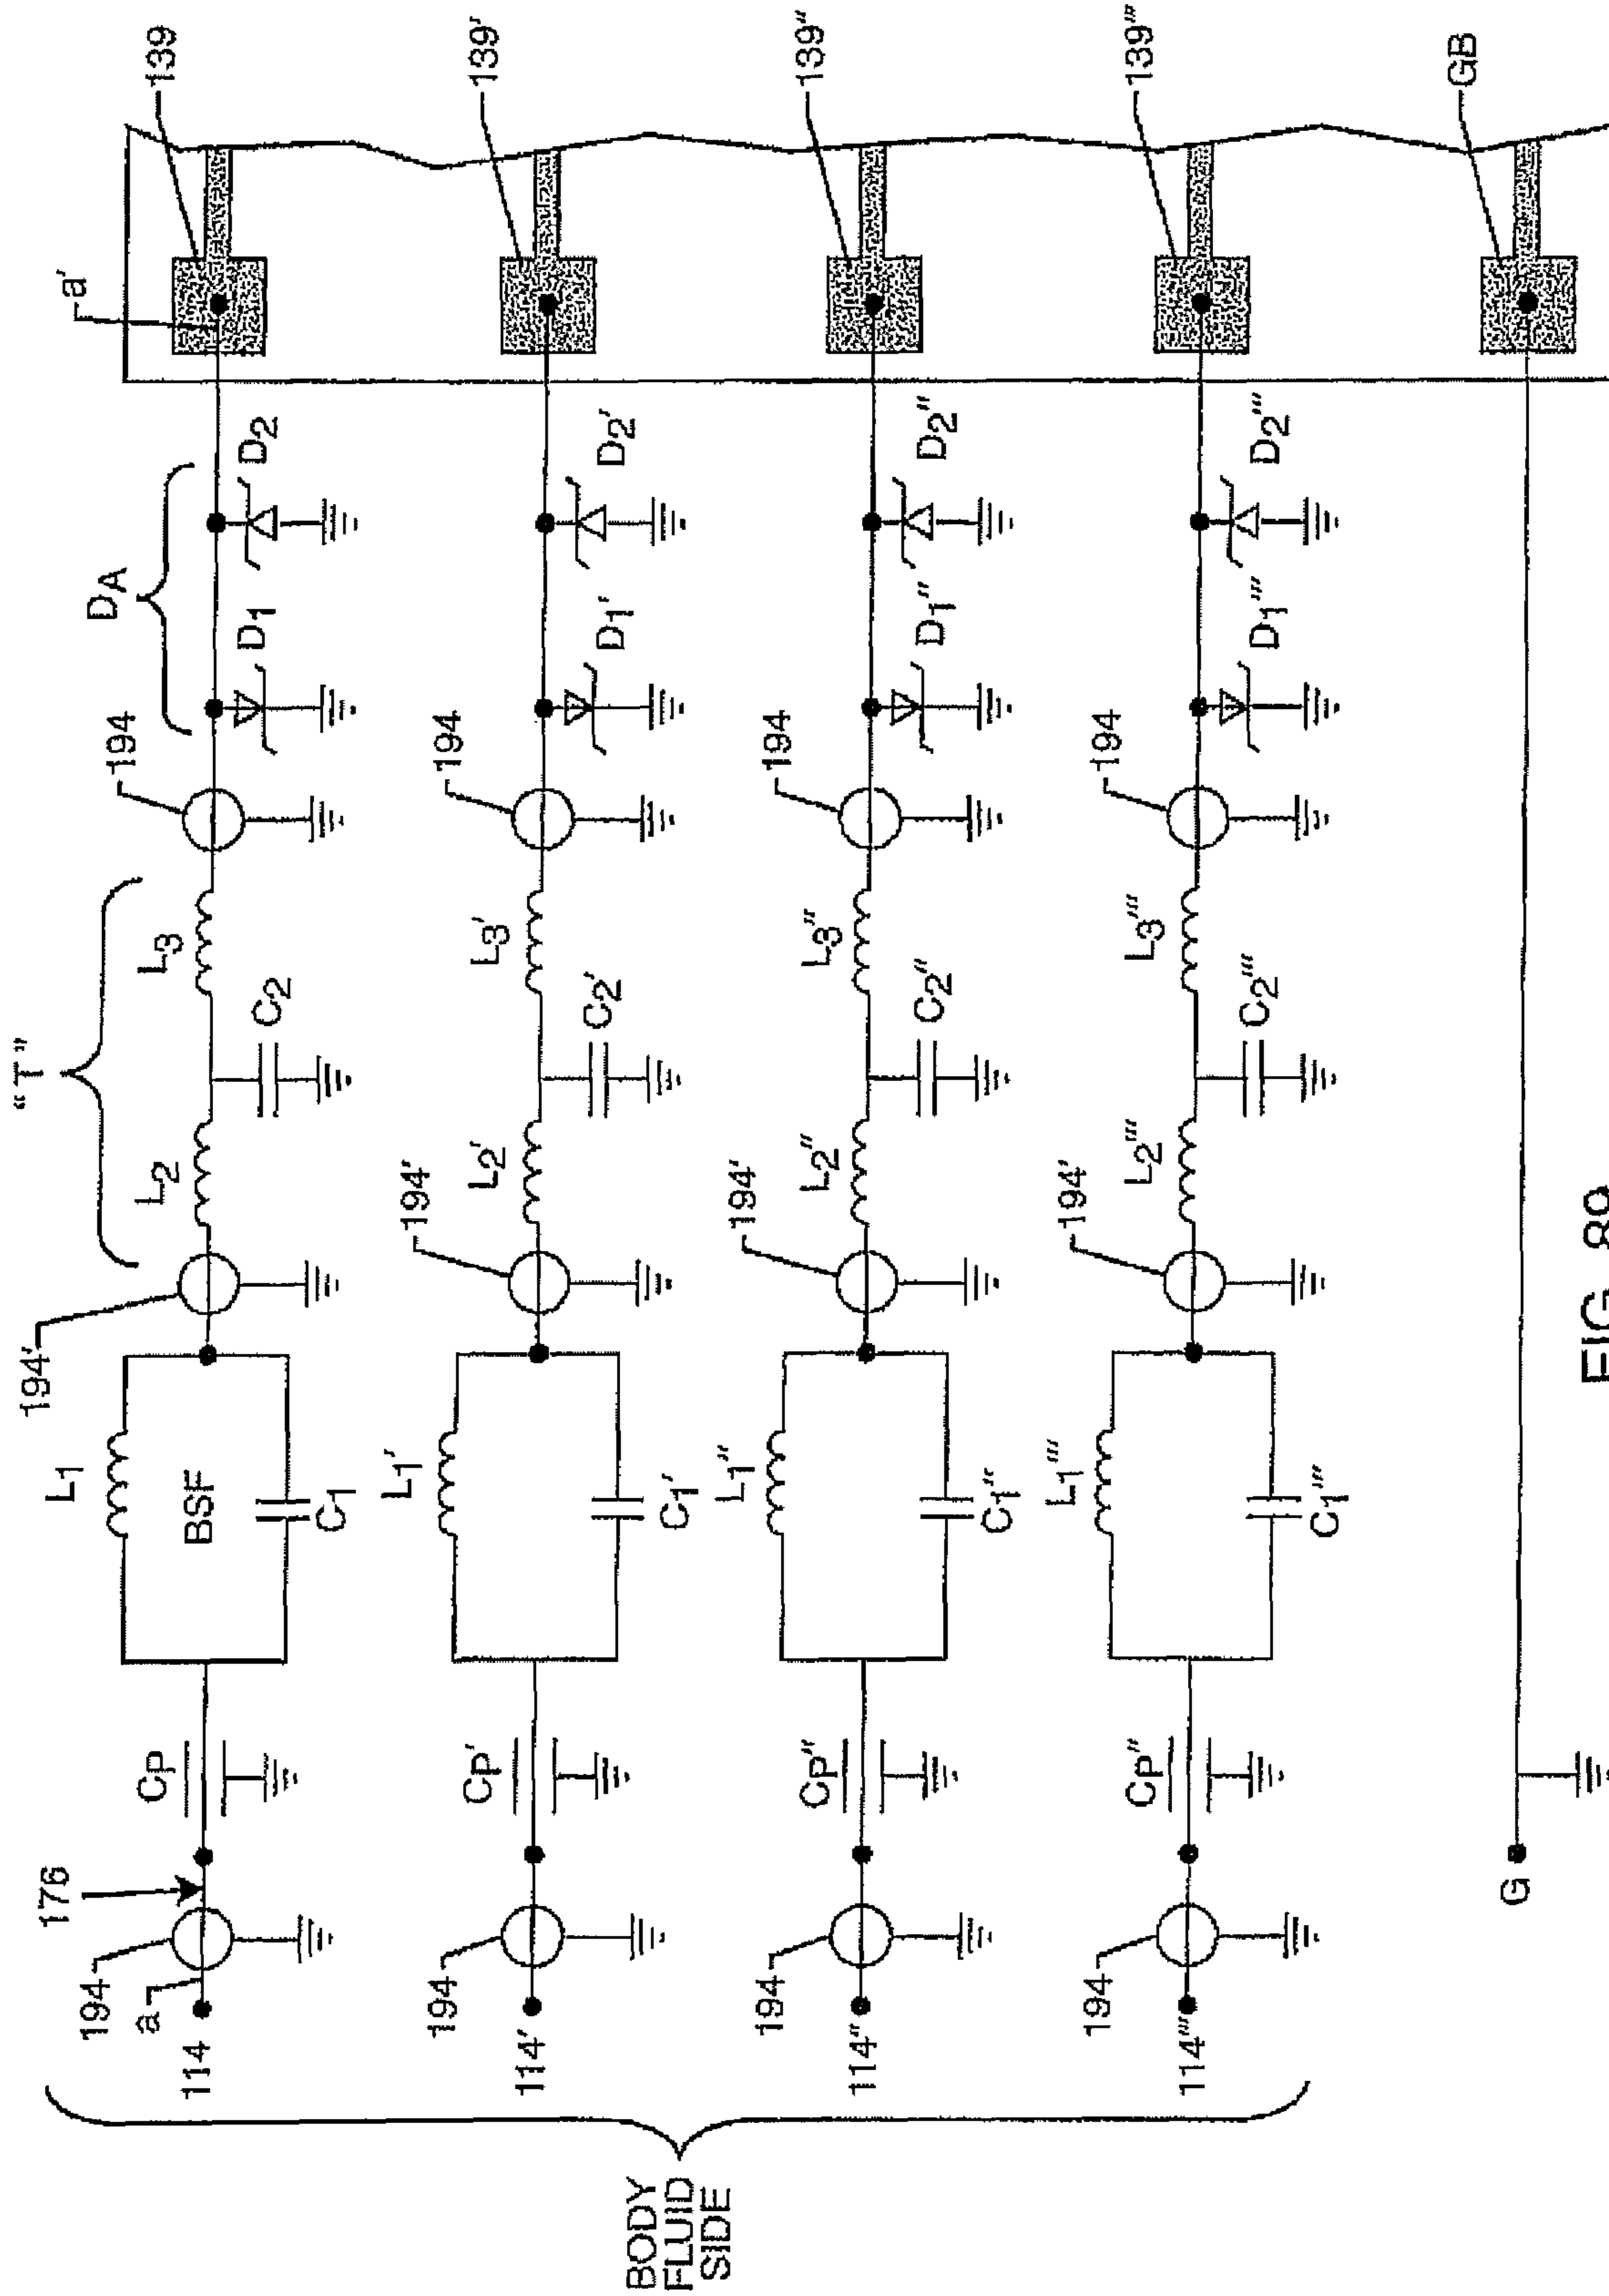 BODY
FLUID
SIDE
114
a
194
176
CP
L1
BSF
C1
194'
L2
"T"
C2
L3
194
D1
DA
D2
a'
139
114'
194
CP'
L1'
C1'
194'
L2'
C2'
L3'
194
D1'
D2'
139'
114"
194
CP"
L1"
C1"
194'
L2"
C2"
L3"
194
D1"
D2"
139"
114'''
194
CP"
L1'''
C1'''
194'
L2'''
C2'''
L3'''
194
D1'''
D2'''
139'''
G
GB
FIG. 89